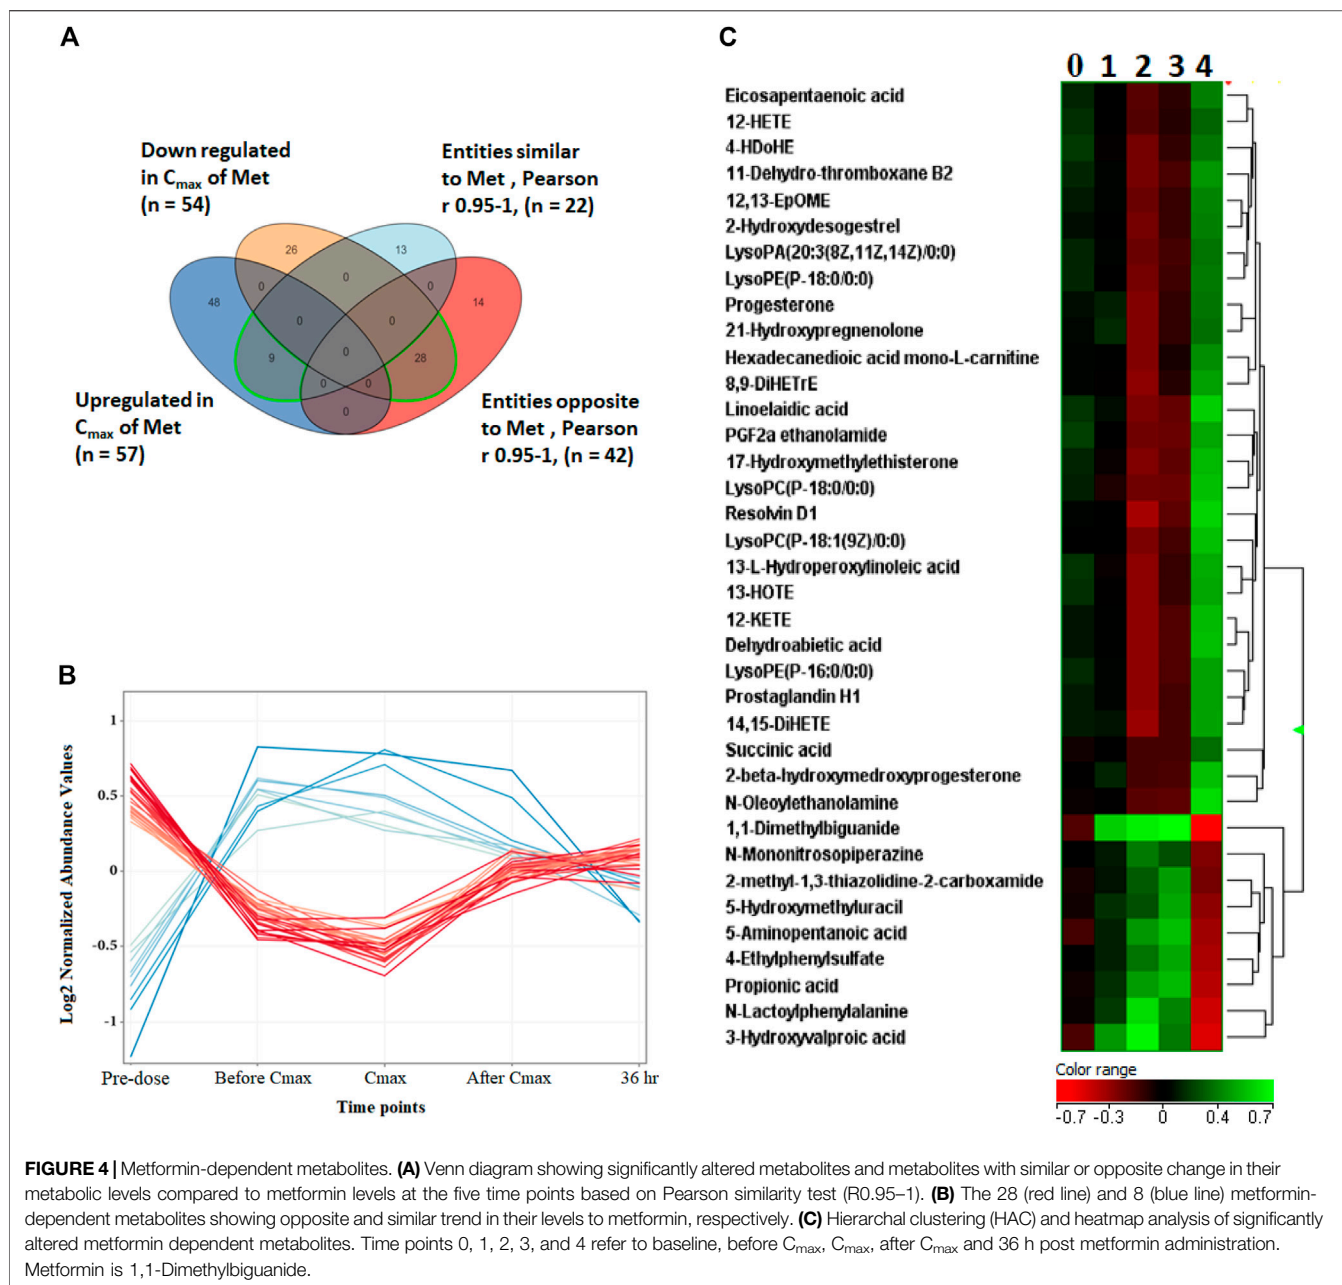 A
Down regulated
in Cmax of Met
(n = 54)
Entities similar
to Met , Pearson
r 0.95-1, (n = 22)
26
13
0
48
0
0
14
0
0
9
0
28
0
0
0
Upregulated in
Cmax of Met
(n = 57)
Entities opposite
to Met , Pearson
r 0.95-1, (n = 42)
B
Log2 Normalized Abundance Values
1
0.5
0
-0.5
-1
Pre-dose
Before Cmax
Cmax
After Cmax
36 hr
Time points
C
0 1 2 3 4
Eicosapentaenoic acid
12-HETE
4-HDoHE
11-Dehydro-thromboxane B2
12,13-EpOME
2-Hydroxydesogestrel
LysoPA(20:3(8Z,11Z,14Z)/0:0)
LysoPE(P-18:0/0:0)
Progesterone
21-Hydroxypregnenolone
Hexadecanedioic acid mono-L-carnitine
8,9-DiHETrE
Linoelaidic acid
PGF2a ethanolamide
17-Hydroxymethylethisterone
LysoPC(P-18:0/0:0)
Resolvin D1
LysoPC(P-18:1(9Z)/0:0)
13-L-Hydroperoxylinoleic acid
13-HOTE
12-KETE
Dehydroabietic acid
LysoPE(P-16:0/0:0)
Prostaglandin H1
14,15-DiHETE
Succinic acid
2-beta-hydroxymedroxyprogesterone
N-Oleoylethanolamine
1,1-Dimethylbiguanide
N-Mononitrosopiperazine
2-methyl-1,3-thiazolidine-2-carboxamide
5-Hydroxymethyluracil
5-Aminopentanoic acid
4-Ethylphenylsulfate
Propionic acid
N-Lactoylphenylalanine
3-Hydroxyvalproic acid
Color range
-0.7 -0.3 0 0.4 0.7
FIGURE 4 | Metformin-dependent metabolites. (A) Venn diagram showing significantly altered metabolites and metabolites with similar or opposite change in their
metabolic levels compared to metformin levels at the five time points based on Pearson similarity test (R0.95–1). (B) The 28 (red line) and 8 (blue line) metformin-
dependent metabolites showing opposite and similar trend in their levels to metformin, respectively. (C) Hierarchal clustering (HAC) and heatmap analysis of significantly
altered metformin dependent metabolites. Time points 0, 1, 2, 3, and 4 refer to baseline, before Cmax, Cmax, after Cmax and 36 h post metformin administration.
Metformin is 1,1-Dimethylbiguanide.